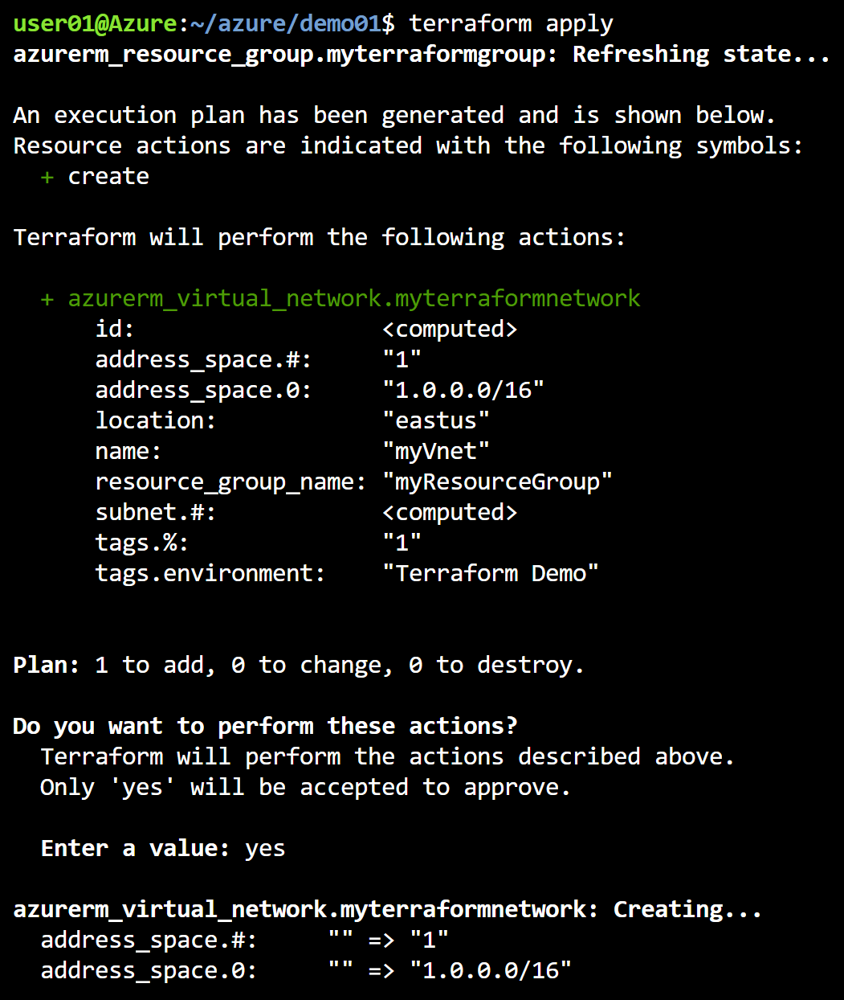 user01@Azure:~/azure/demo01$ terraform apply
azurerm_resource_group.myterraformgroup: Refreshing state...

An execution plan has been generated and is shown below.
Resource actions are indicated with the following symbols:
  + create

Terraform will perform the following actions:

  + azurerm_virtual_network.myterraformnetwork
      id:                  <computed>
      address_space.#:     "1"
      address_space.0:     "1.0.0.0/16"
      location:            "eastus"
      name:                "myVnet"
      resource_group_name: "myResourceGroup"
      subnet.#:            <computed>
      tags.%:              "1"
      tags.environment:    "Terraform Demo"


Plan: 1 to add, 0 to change, 0 to destroy.

Do you want to perform these actions?
  Terraform will perform the actions described above.
  Only 'yes' will be accepted to approve.

  Enter a value: yes

azurerm_virtual_network.myterraformnetwork: Creating...
  address_space.#:     "" => "1"
  address_space.0:     "" => "1.0.0.0/16"